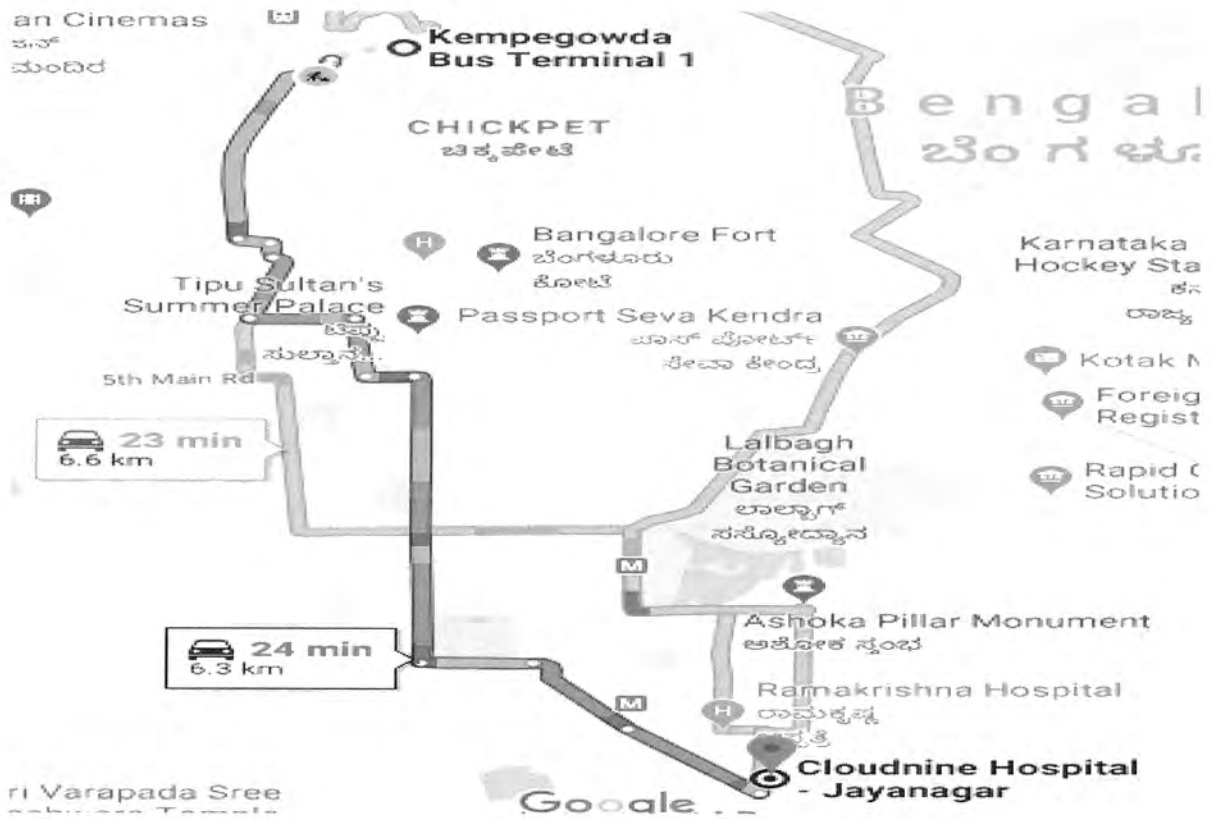 an Cinemas
ಮಂದಿರ
Kempegowda
Bus Terminal 1
CHICKPET
ಚಿಕ್ಕಪೇಟೆ
Bengal
ಬೆಂಗಳೂ
H
Bangalore Fort
ಬೆಂಗಳೂರು
ಕೋಟೆ
Karnataka
Hockey Sta
ರಾಜ್ಯ
Tipu Sultan's
Summer Palace
ಟಿಪ್ಪು
ಸುಲ್ತಾನ...
Passport Seva Kendra
ಪಾಸ್ ಪೋರ್ಟ್
ಸೇವಾ ಕೇಂದ್ರ
Kotak M
5th Main Rd
Foreig
Regist
23 min
6.6 km
Lalbagh
Botanical
Garden
ಲಾಲ್ಬಾಗ್
ಸಸ್ಯೋದ್ಯಾನ
Rapid
Solutio
M
Ashoka Pillar Monument
ಅಶೋಕ ಸ್ತಂಭ
24 min
6.3 km
M
H
Ramakrishna Hospital
ರಾಮಕೃಷ್ಣ
Cloudnine Hospital
- Jayanagar
ri Varapada Sree
Google